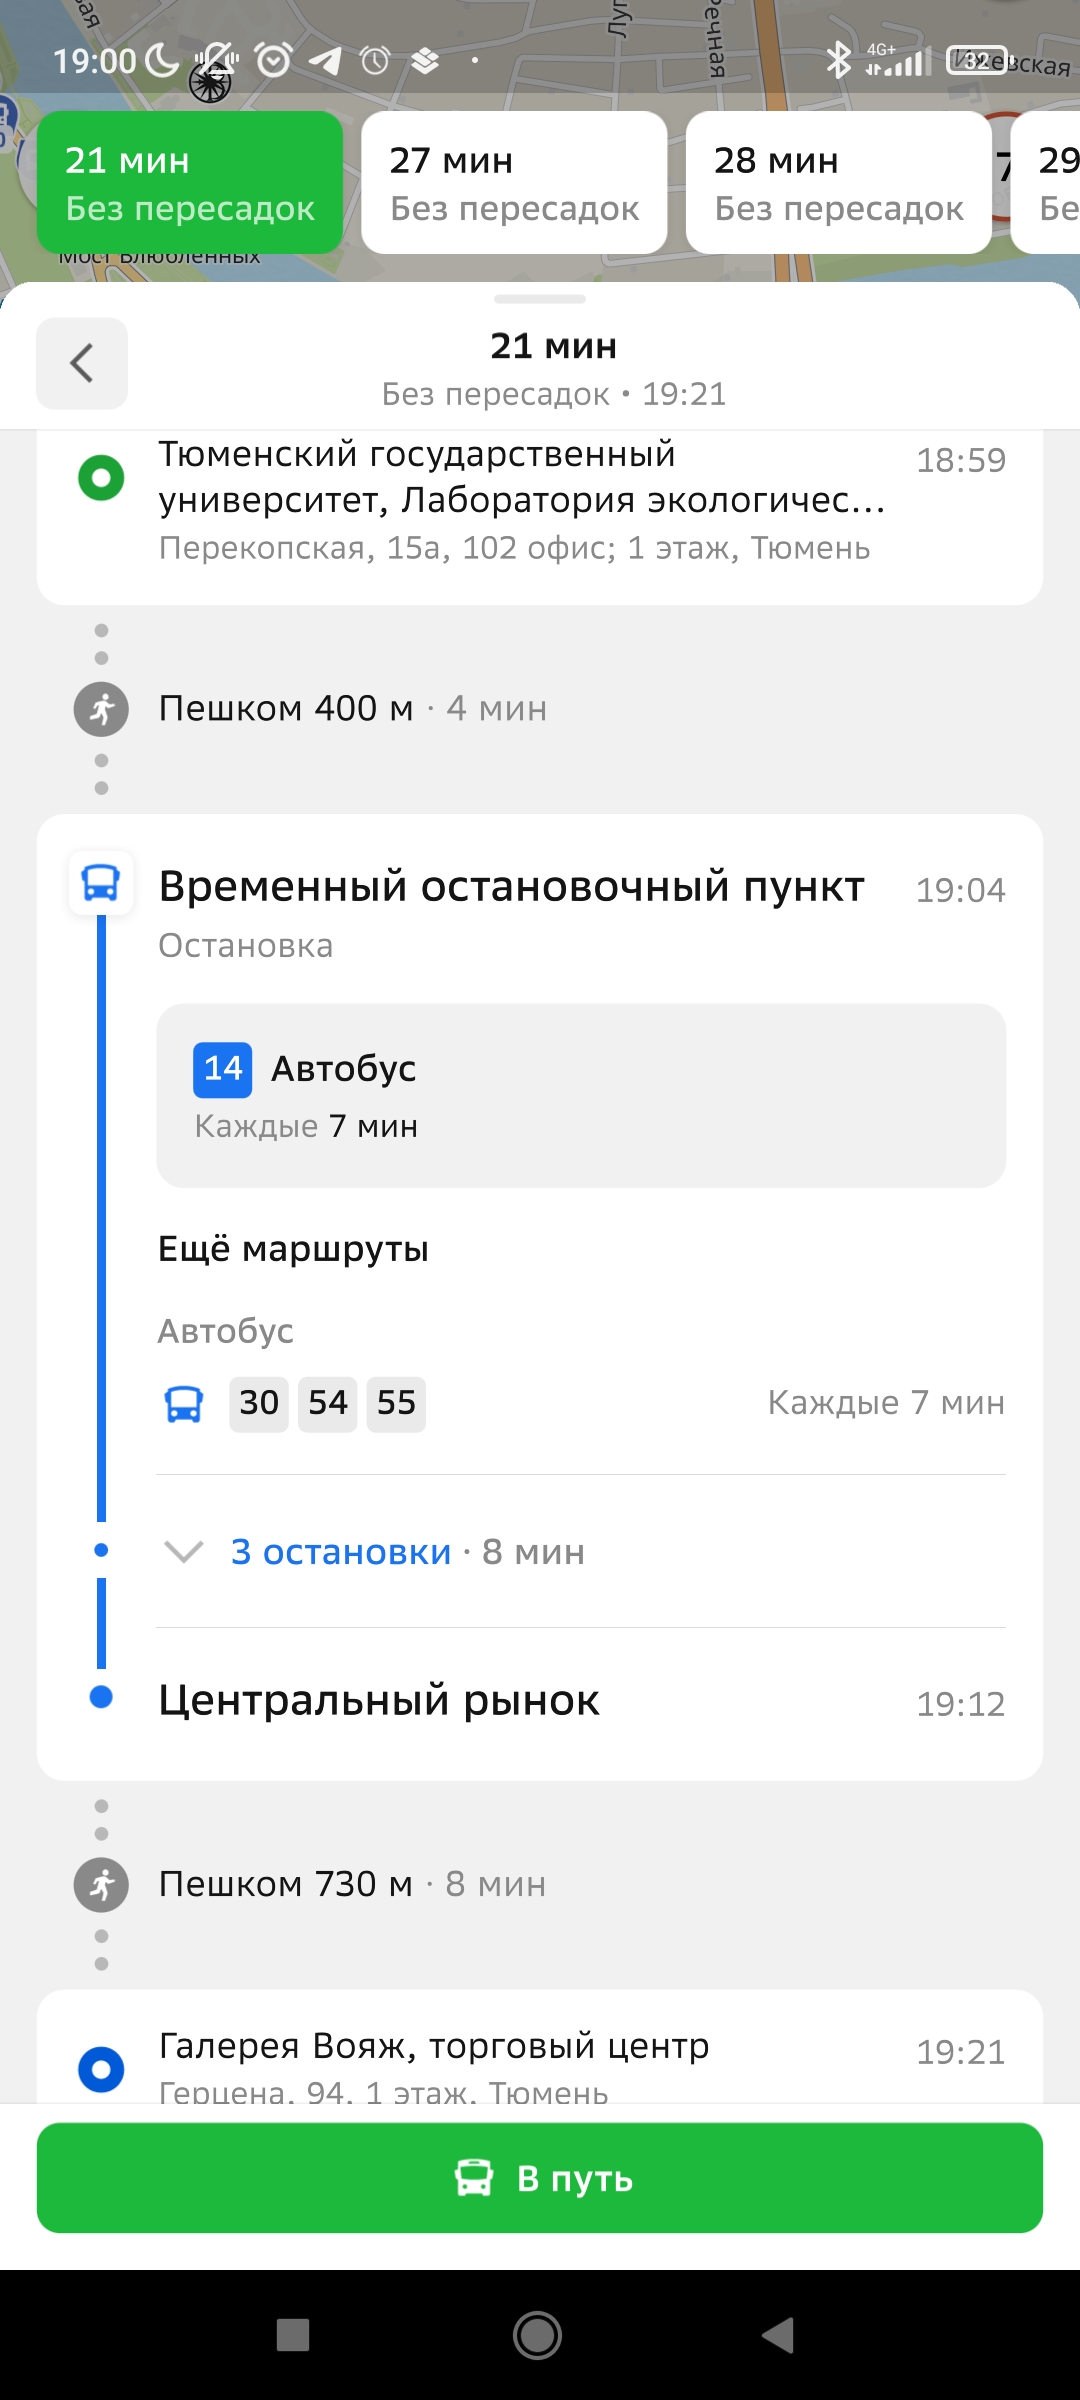 19:00
4G+
32
Речная
21 мин
Без пересадок
27 мин
Без пересадок
28 мин
Без пересадок
29
Бе
7
Мост Влюбленных
21 мин
Без пересадок • 19:21
Тюменский государственный
университет, Лаборатория экологичес...
18:59
Перекопская, 15а, 102 офис; 1 этаж, Тюмень
Пешком 400 м · 4 мин
Временный остановочный пункт
19:04
Остановка
14 Автобус
Каждые 7 мин
Ещё маршруты
Автобус
30 54 55
Каждые 7 мин
3 остановки · 8 мин
Центральный рынок
19:12
Пешком 730 м · 8 мин
Галерея Вояж, торговый центр
19:21
Герцена, 94, 1 этаж, Тюмень
В путь